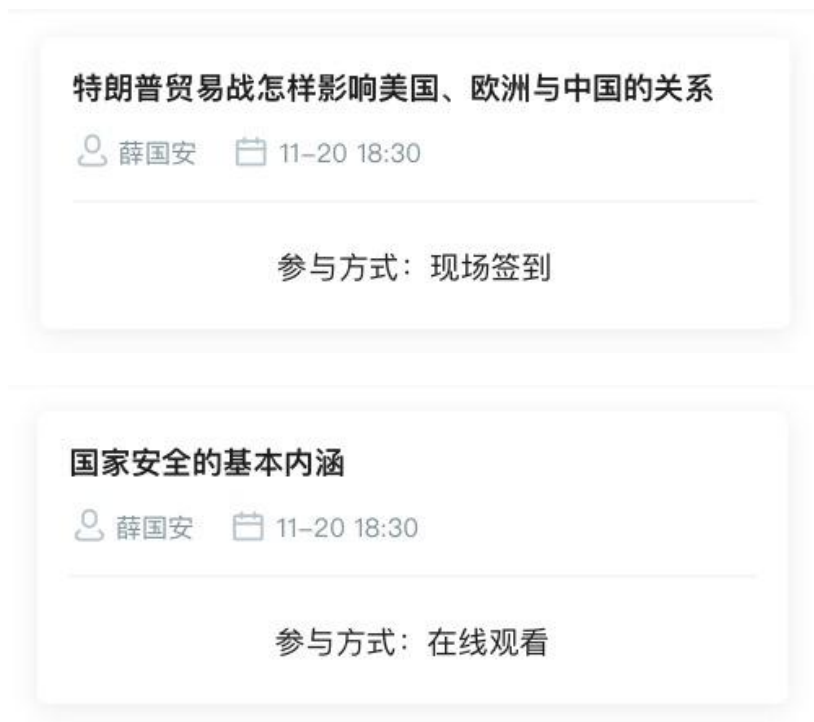 特朗普贸易战怎样影响美国、欧洲与中国的关系
薛国安 11-20 18:30
参与方式：现场签到
国家安全的基本内涵
薛国安 11-20 18:30
参与方式：在线观看